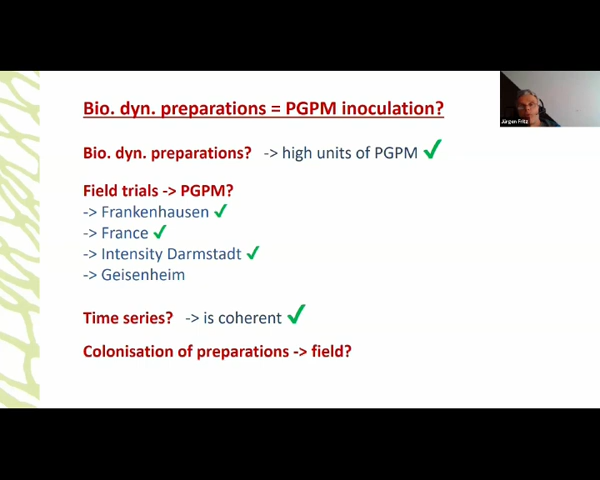 Bio. dyn. preparations = PGPM inoculation?
Jürgen Fritz
Bio. dyn. preparations? -> high units of PGPM ✓
Field trials -> PGPM?
-> Frankenhausen ✓
-> France ✓
-> Intensity Darmstadt ✓
-> Geisenheim
Time series? -> is coherent ✓
Colonisation of preparations -> field?